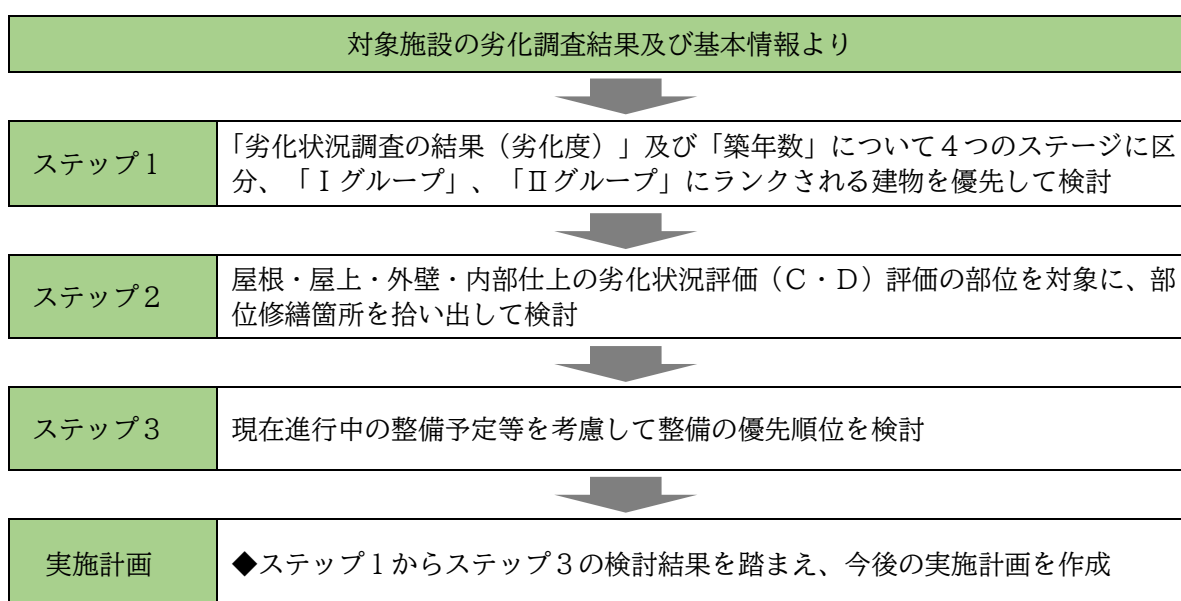 対象施設の劣化調査結果及び基本情報より
ステップ1
「劣化状況調査の結果（劣化度）」及び「築年数」について４つのステージに区
分、「Ⅰグループ」、「Ⅱグループ」にランクされる建物を優先して検討
ステップ２
屋根・屋上・外壁・内部仕上の劣化状況評価（Ｃ・Ｄ）評価の部位を対象に、部
位修繕箇所を拾い出して検討
ステップ３
現在進行中の整備予定等を考慮して整備の優先順位を検討
実施計画
◆ステップ1からステップ３の検討結果を踏まえ、今後の実施計画を作成